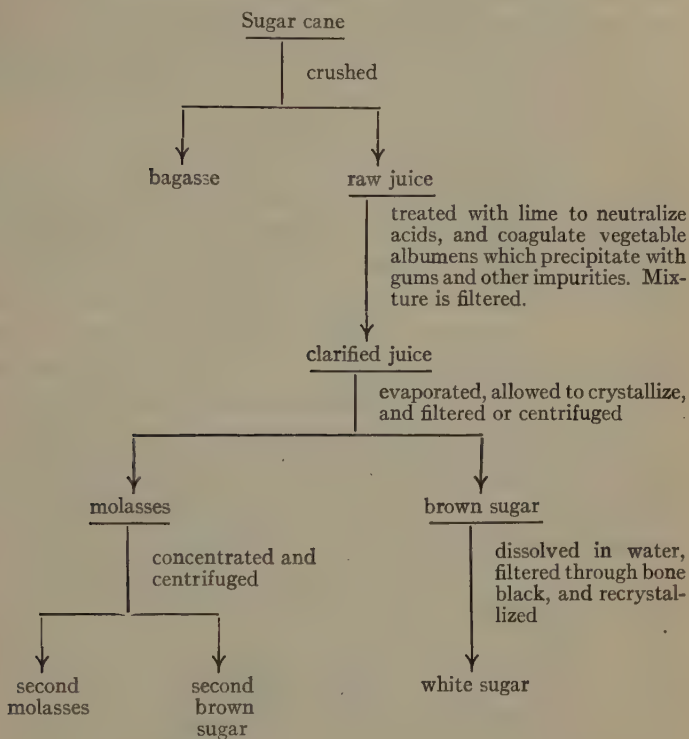 Sugar cane
crushed
bagasse
raw juice
treated with lime to neutralize
acids, and coagulate vegetable
albumens which precipitate with
gums and other impurities. Mix-
ture is filtered.
clarified juice
evaporated, allowed to crystallize,
and filtered or centrifuged
molasses
brown sugar
concentrated and
centrifuged
dissolved in water,
filtered through bone
black, and recrystal-
lized
second
molasses
second
brown
sugar
white sugar